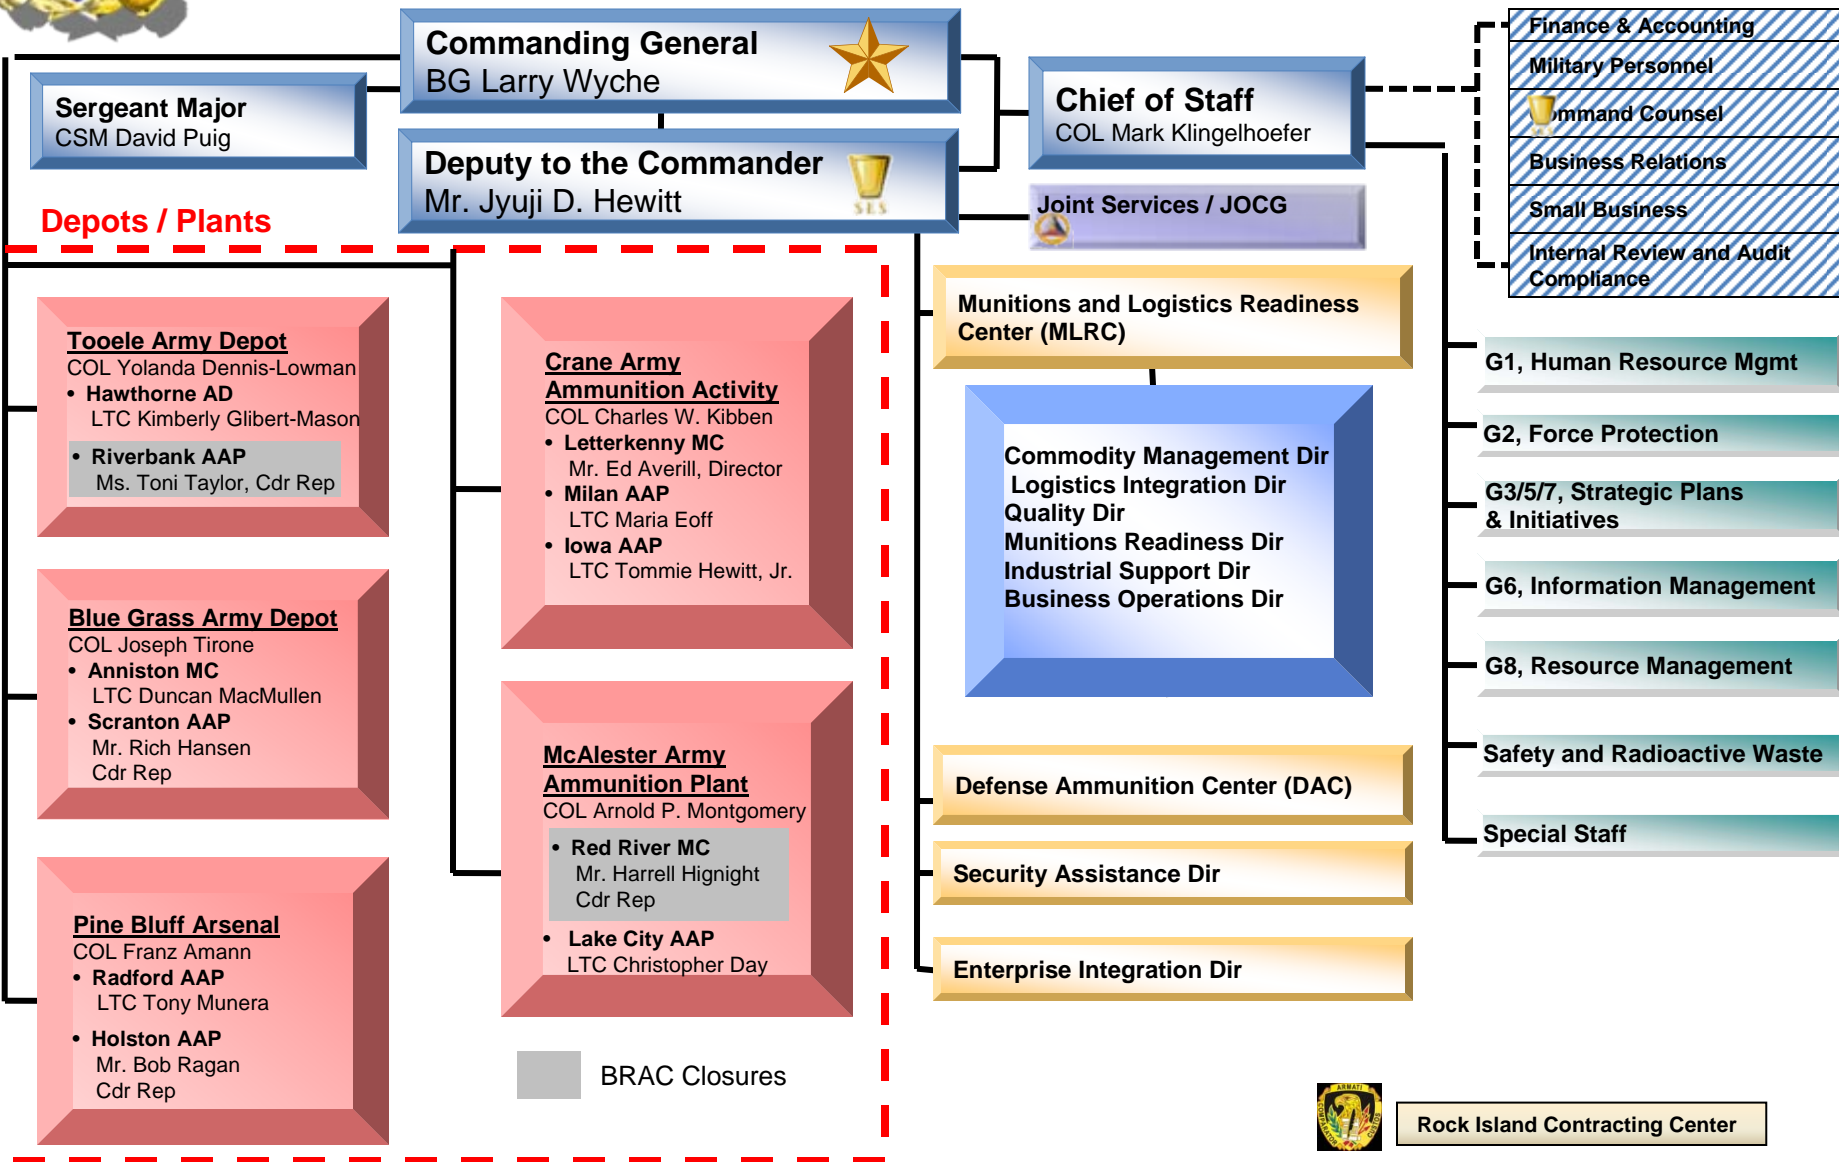 Commanding General
BG Larry Wyche
Sergeant Major
CSM David Puig
Deputy to the Commander
Mr. Jyuji D. Hewitt
SES
Chief of Staff
COL Mark Klingelhoefer
Joint Services / JOCG
Finance & Accounting
Military Personnel
ommand Counsel
SES
Business Relations
Small Business
Internal Review and Audit
Compliance
Depots / Plants
Tooele Army Depot
COL Yolanda Dennis-Lowman
• Hawthorne AD
LTC Kimberly Glibert-Mason
• Riverbank AAP
Ms. Toni Taylor, Cdr Rep
Blue Grass Army Depot
COL Joseph Tirone
• Anniston MC
LTC Duncan MacMullen
• Scranton AAP
Mr. Rich Hansen
Cdr Rep
Pine Bluff Arsenal
COL Franz Amann
• Radford AAP
LTC Tony Munera
• Holston AAP
Mr. Bob Ragan
Cdr Rep
Crane Army
Ammunition Activity
COL Charles W. Kibben
• Letterkenny MC
Mr. Ed Averill, Director
• Milan AAP
LTC Maria Eoff
• Iowa AAP
LTC Tommie Hewitt, Jr.
McAlester Army
Ammunition Plant
COL Arnold P. Montgomery
• Red River MC
Mr. Harrell Hignight
Cdr Rep
• Lake City AAP
LTC Christopher Day
BRAC Closures
Munitions and Logistics Readiness
Center (MLRC)
Commodity Management Dir
Logistics Integration Dir
Quality Dir
Munitions Readiness Dir
Industrial Support Dir
Business Operations Dir
Defense Ammunition Center (DAC)
Security Assistance Dir
Enterprise Integration Dir
G1, Human Resource Mgmt
G2, Force Protection
G3/5/7, Strategic Plans
& Initiatives
G6, Information Management
G8, Resource Management
Safety and Radioactive Waste
Special Staff
ARMATI
Rock Island Contracting Center